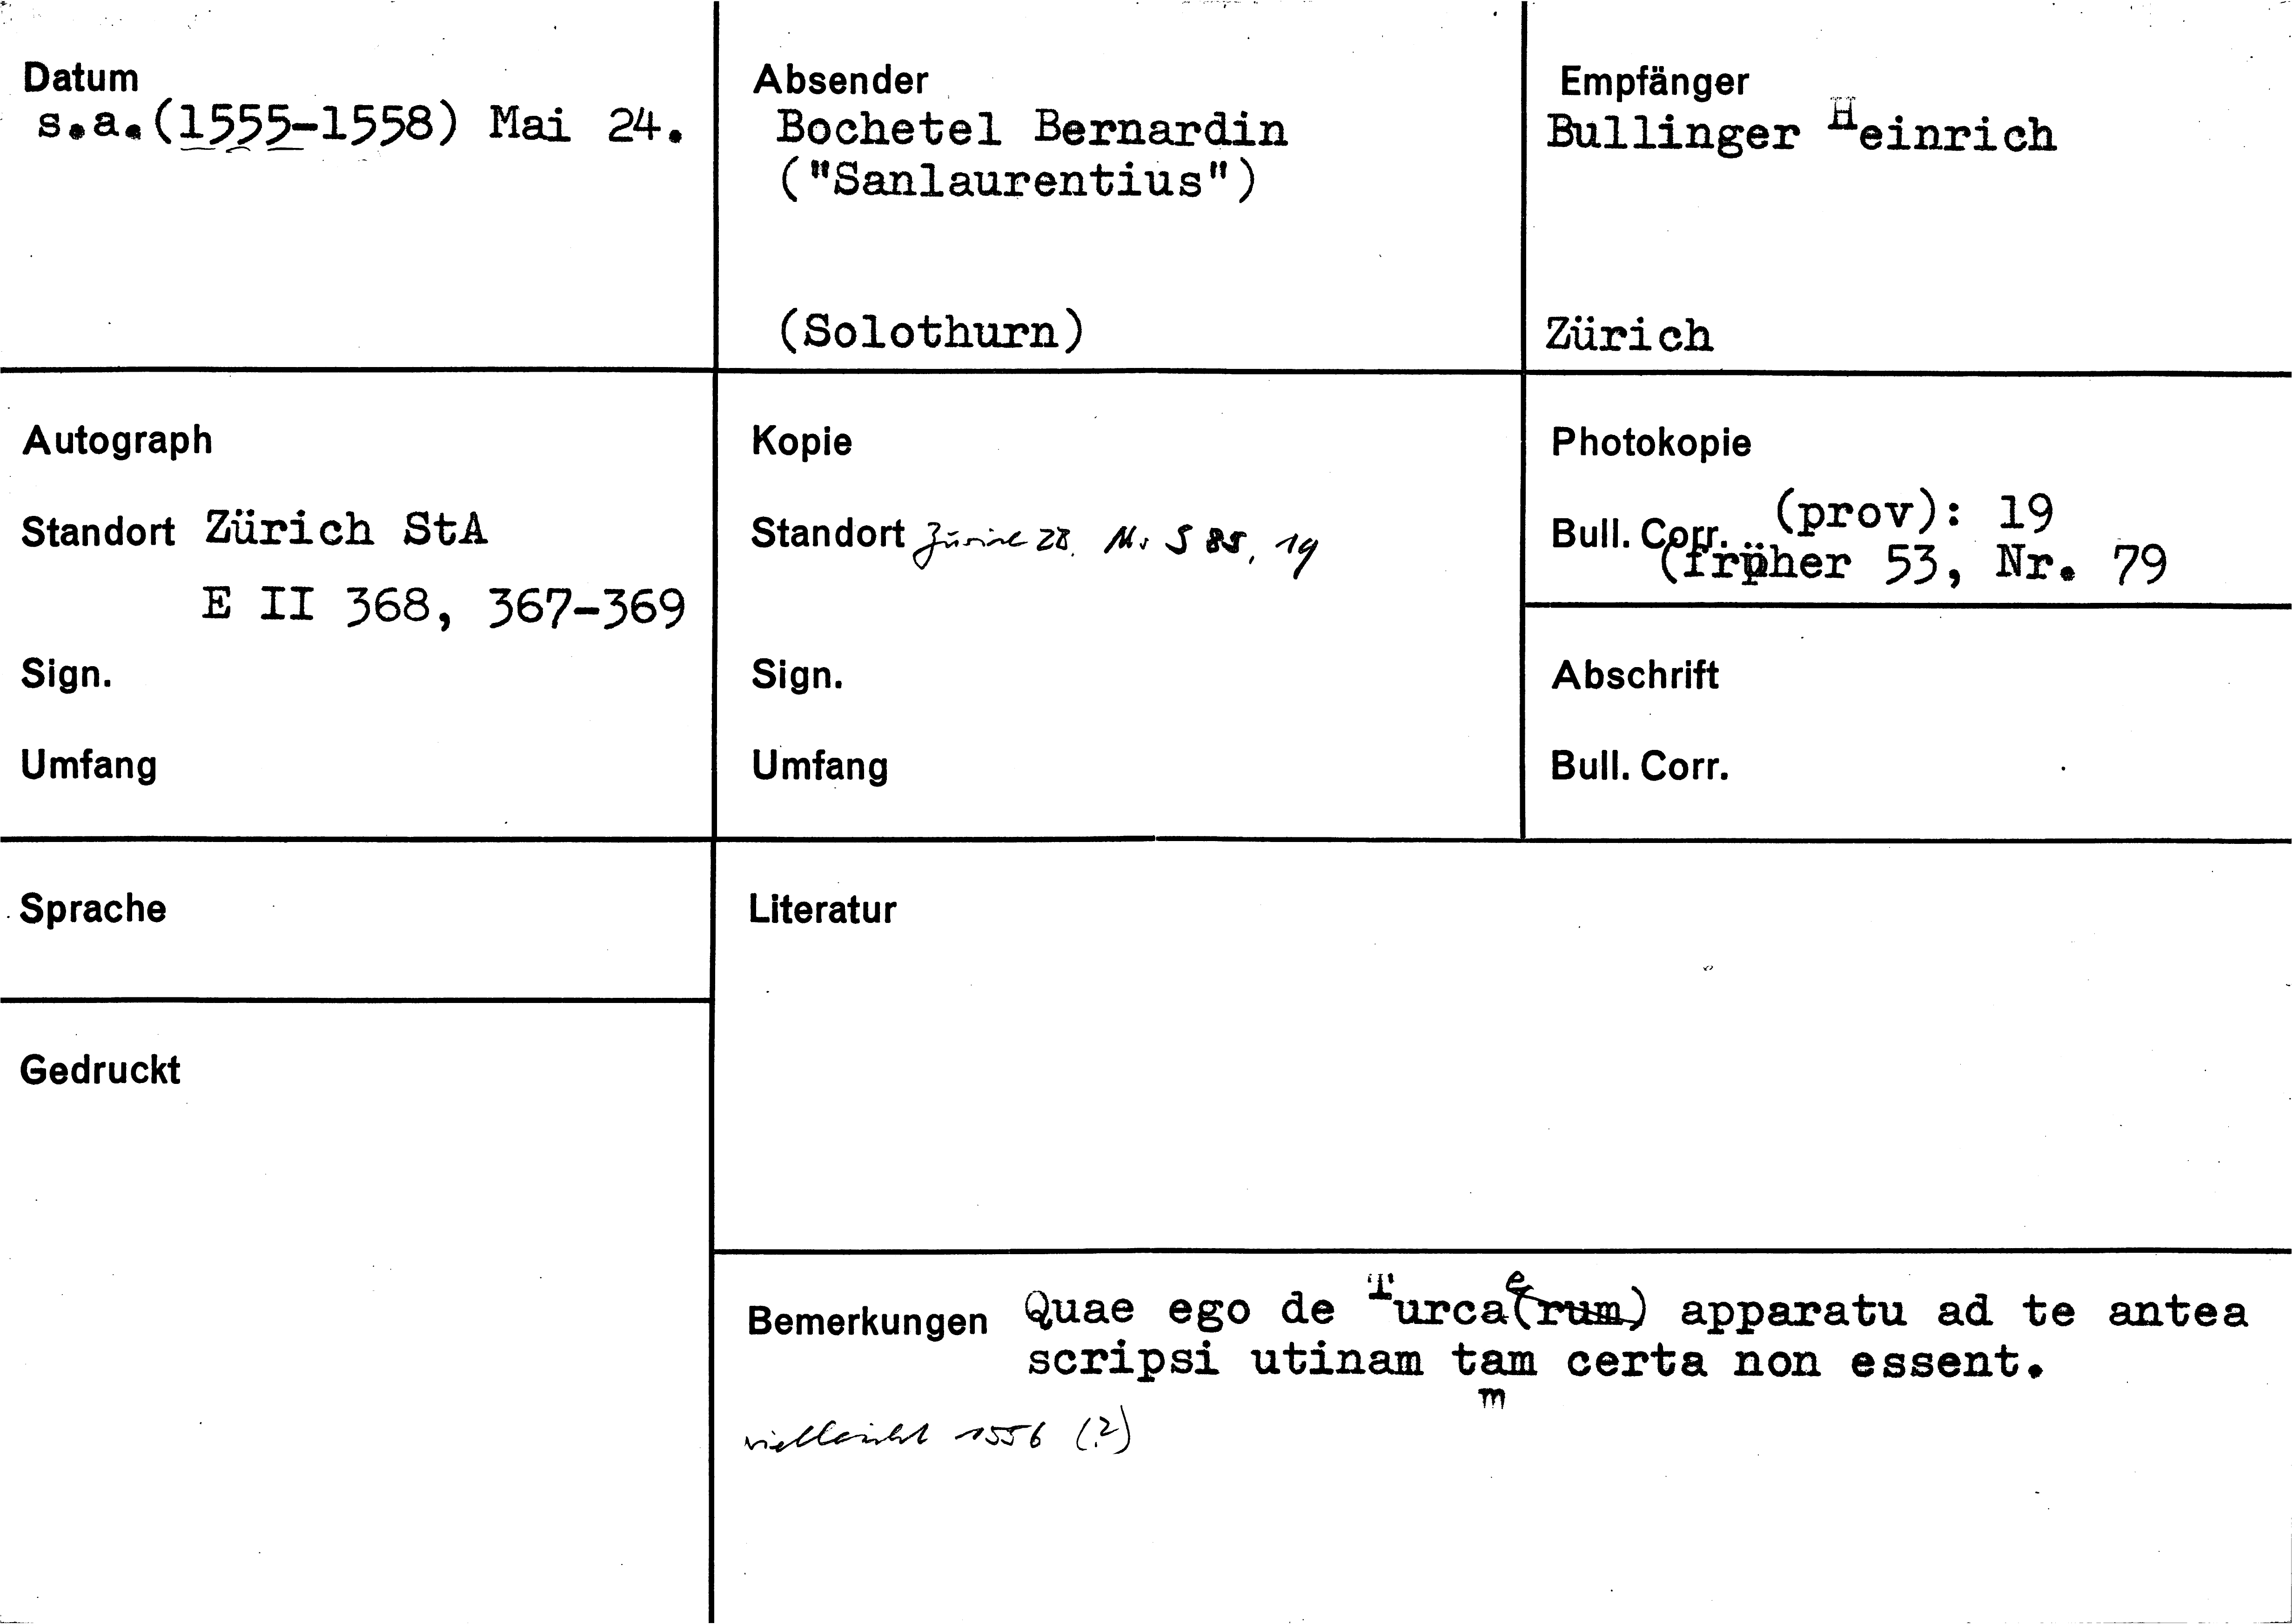 Datum
s.a.(1555-1558) Mai 24.
Absender
Bochetel Bernardin
("Sanlaurentius")
(Solothurn)
Empfänger
Bullinger Heinrich
Zürich
Autograph
Standort Zürich StA
E II 368, 367-369
Sign.
Umfang
Kopie
Standort Zürich ZB. Ms S 85, 19
Sign.
Umfang
Photokopie
Bull. Corr. (prov): 19
(früher 53, Nr. 79
Abschrift
Bull. Corr.
Sprache
Gedruckt
Literatur
Bemerkungen Quae ego de Turcae(rum) apparatu ad te antea
scripsi utinam tam certa non essent.
m
vielleicht 1556 (?)